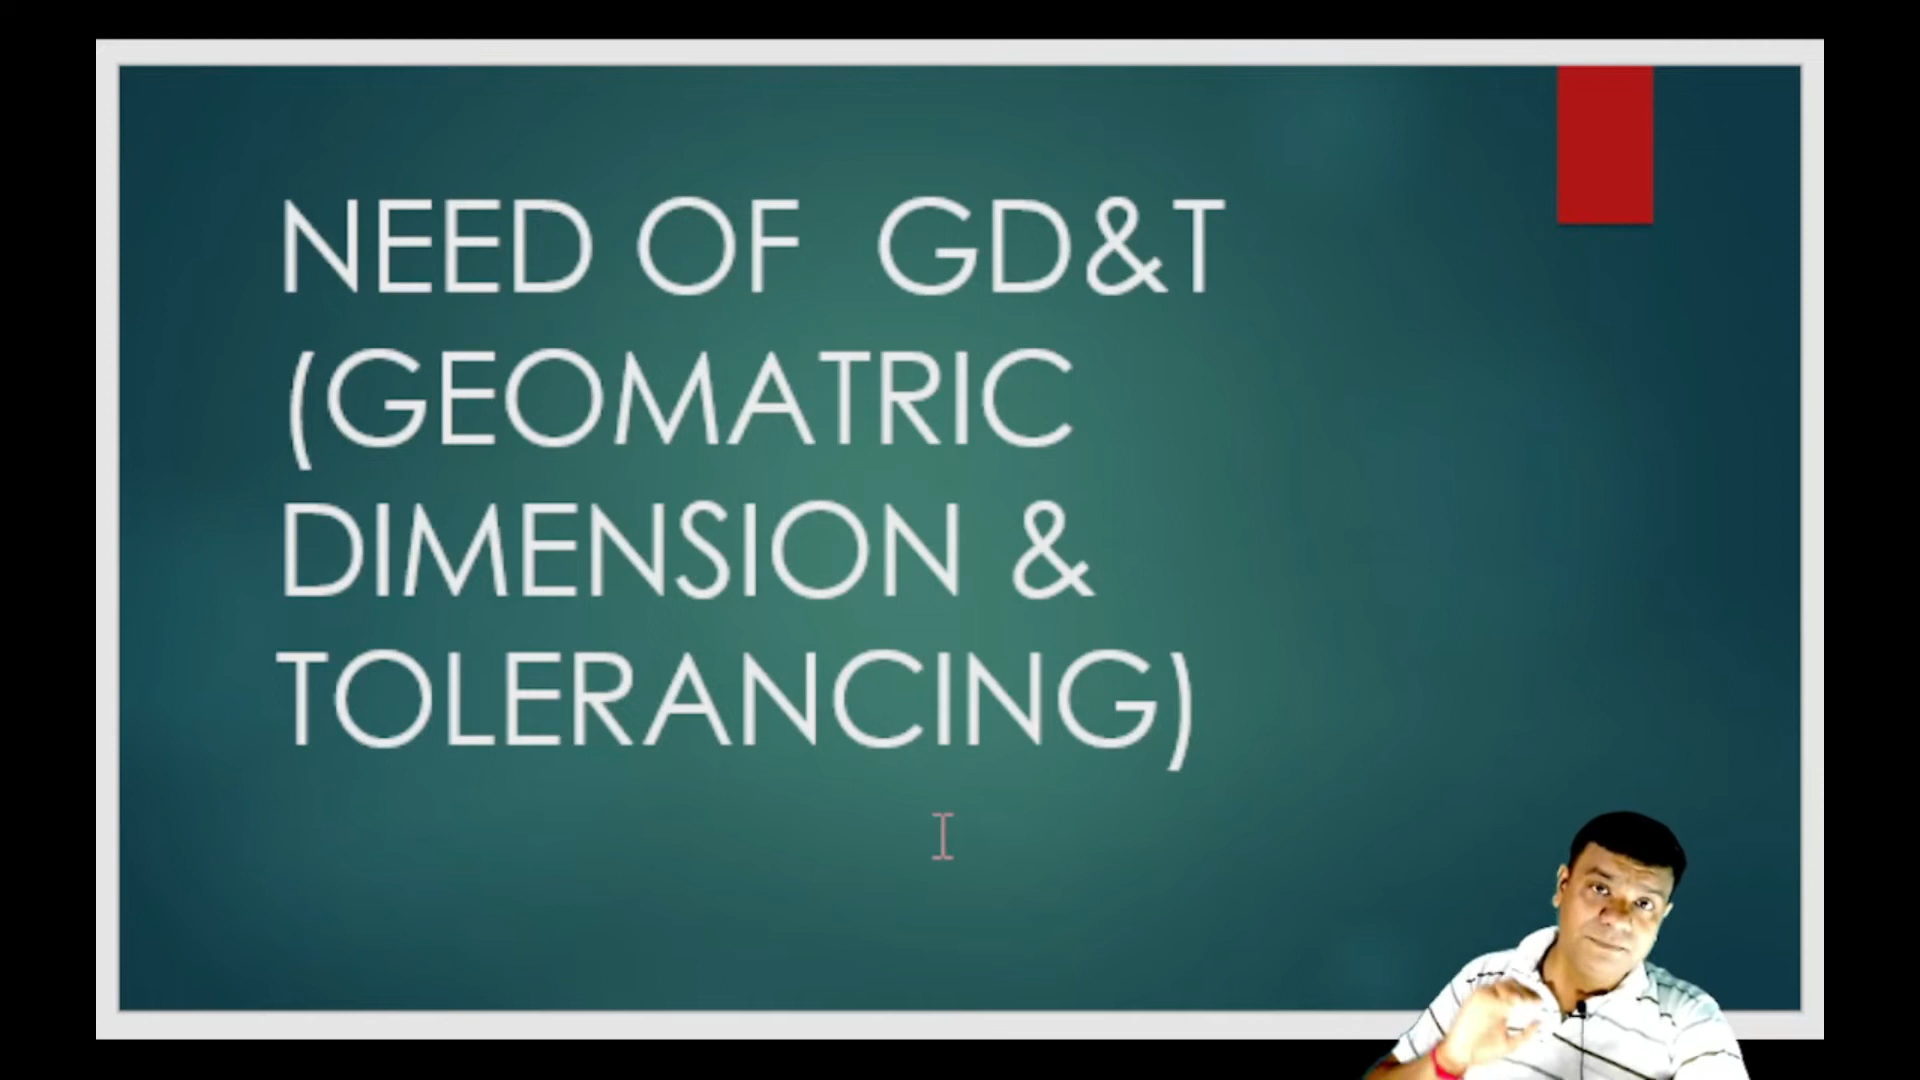 NEED OF GD&T
(GEOMATRIC
DIMENSION &
TOLERANCING)